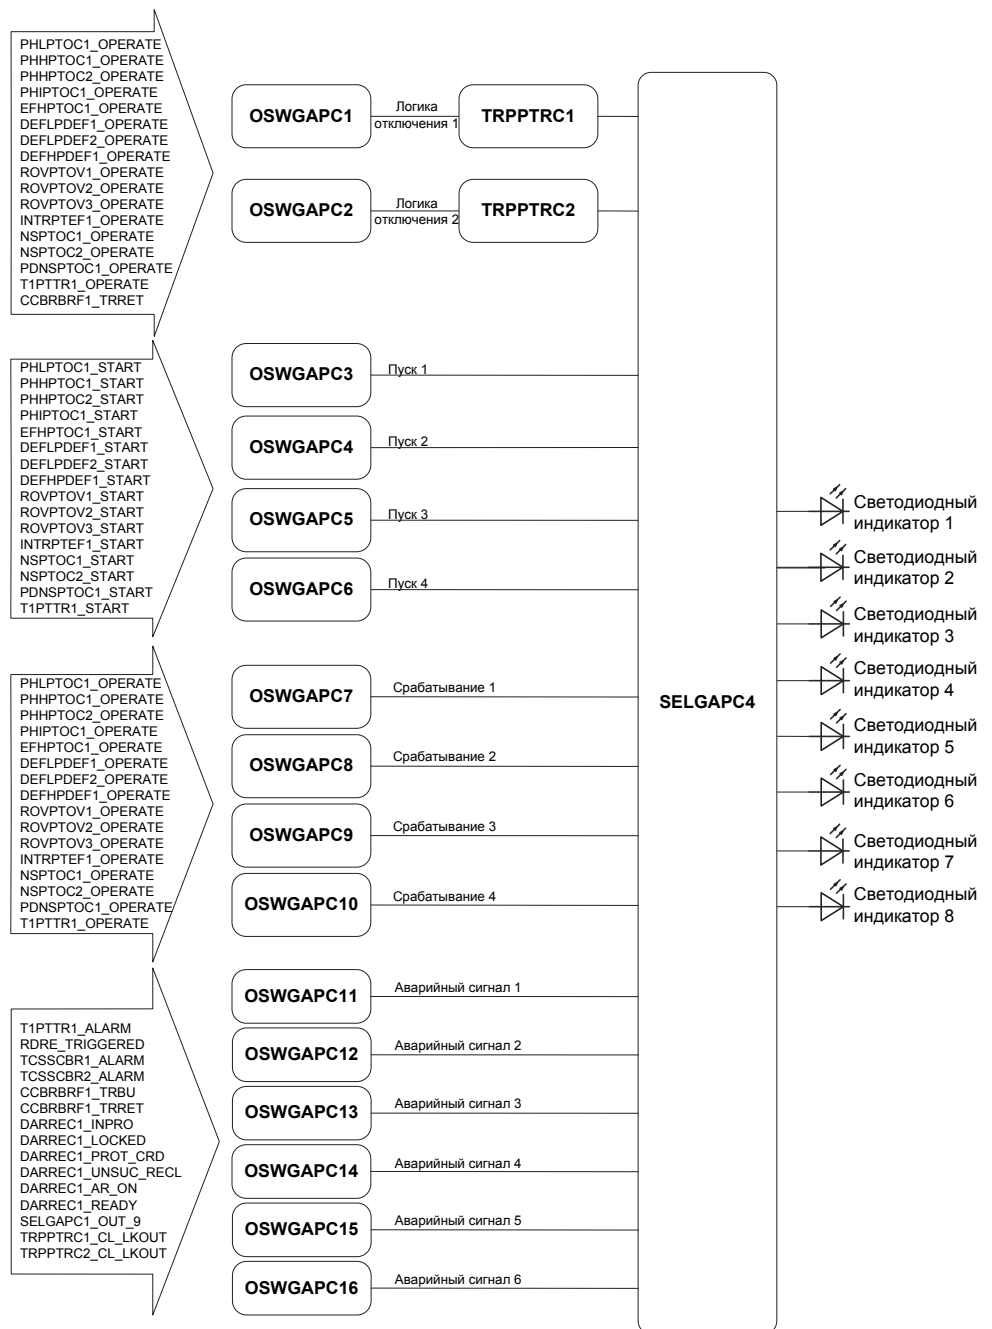 PHLPTOC1_OPERATE
PHHPTOC1_OPERATE
PHHPTOC2_OPERATE
PHIPTOC1_OPERATE
EFHPTOC1_OPERATE
DEFLPDEF1_OPERATE
DEFLPDEF2_OPERATE
DEFHPDEF1_OPERATE
ROVPTOV1_OPERATE
ROVPTOV2_OPERATE
ROVPTOV3_OPERATE
INTRPTEF1_OPERATE
NSPTOC1_OPERATE
NSPTOC2_OPERATE
PDNSPTOC1_OPERATE
T1PTTR1_OPERATE
CCBRBRF1_TRRET
OSWGAPC1
Логика
отключения 1
TRPPTRC1
OSWGAPC2
Логика
отключения 2
TRPPTRC2
PHLPTOC1_START
PHHPTOC1_START
PHHPTOC2_START
PHIPTOC1_START
EFHPTOC1_START
DEFLPDEF1_START
DEFLPDEF2_START
DEFHPDEF1_START
ROVPTOV1_START
ROVPTOV2_START
ROVPTOV3_START
INTRPTEF1_START
NSPTOC1_START
NSPTOC2_START
PDNSPTOC1_START
T1PTTR1_START
OSWGAPC3
Пуск 1
OSWGAPC4
Пуск 2
OSWGAPC5
Пуск 3
OSWGAPC6
Пуск 4
PHLPTOC1_OPERATE
PHHPTOC1_OPERATE
PHHPTOC2_OPERATE
PHIPTOC1_OPERATE
EFHPTOC1_OPERATE
DEFLPDEF1_OPERATE
DEFLPDEF2_OPERATE
DEFHPDEF1_OPERATE
ROVPTOV1_OPERATE
ROVPTOV2_OPERATE
ROVPTOV3_OPERATE
INTRPTEF1_OPERATE
NSPTOC1_OPERATE
NSPTOC2_OPERATE
PDNSPTOC1_OPERATE
T1PTTR1_OPERATE
OSWGAPC7
Срабатывание 1
OSWGAPC8
Срабатывание 2
OSWGAPC9
Срабатывание 3
OSWGAPC10
Срабатывание 4
T1PTTR1_ALARM
RDRE_TRIGGERED
TCSSCBR1_ALARM
TCSSCBR2_ALARM
CCBRBRF1_TRBU
CCBRBRF1_TRRET
DARREC1_INPRO
DARREC1_LOCKED
DARREC1_PROT_CRD
DARREC1_UNSUC_RECL
DARREC1_AR_ON
DARREC1_READY
SELGAPC1_OUT_9
TRPPTRC1_CL_LKOUT
TRPPTRC2_CL_LKOUT
OSWGAPC11
Аварийный сигнал 1
OSWGAPC12
Аварийный сигнал 2
OSWGAPC13
Аварийный сигнал 3
OSWGAPC14
Аварийный сигнал 4
OSWGAPC15
Аварийный сигнал 5
OSWGAPC16
Аварийный сигнал 6
SELGAPC4
Светодиодный
индикатор 1
Светодиодный
индикатор 2
Светодиодный
индикатор 3
Светодиодный
индикатор 4
Светодиодный
индикатор 5
Светодиодный
индикатор 6
Светодиодный
индикатор 7
Светодиодный
индикатор 8